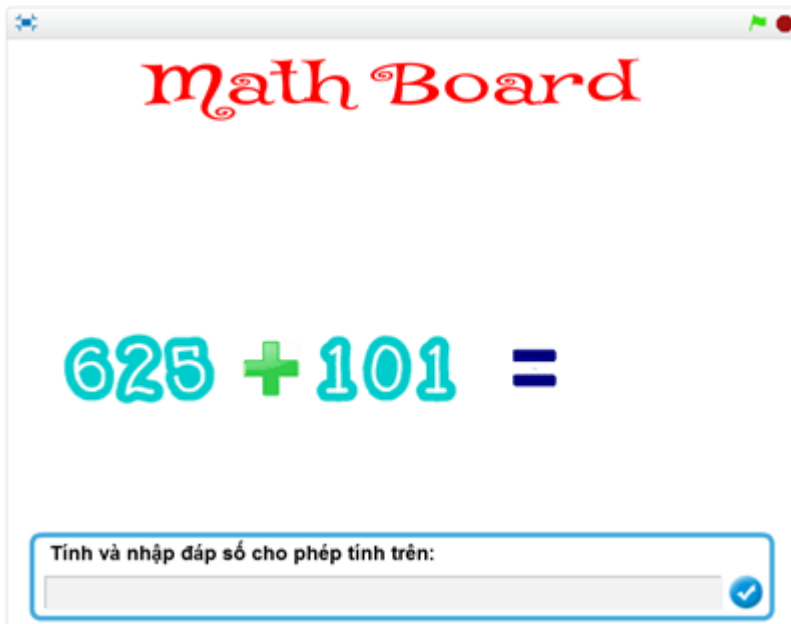 Math Board
625 + 101 =
Tính và nhập đáp số cho phép tính trên: